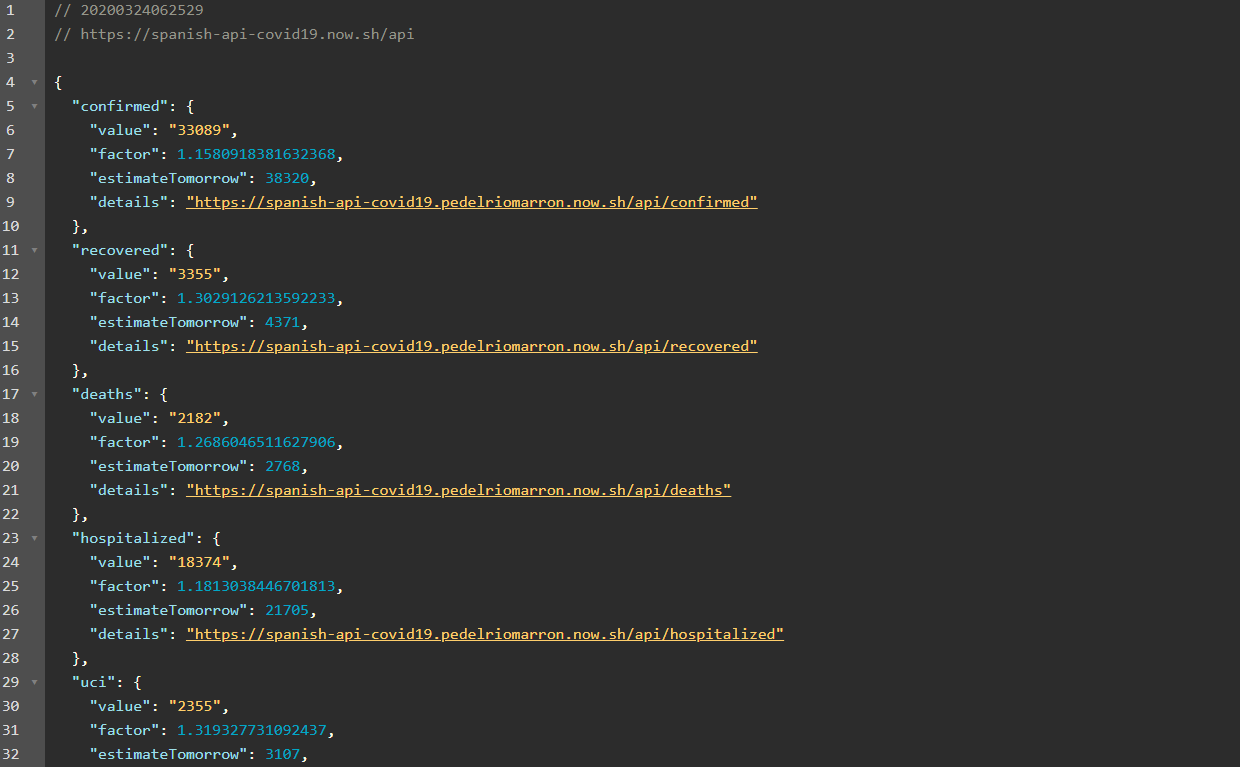 1 // 20200324062529
2 // https://spanish-api-covid19.now.sh/api
3
4 {
5 "confirmed": {
6 "value": "33089",
7 "factor": 1.1580918381632368,
8 "estimateTomorrow": 38320,
9 "details": "https://spanish-api-covid19.pedelriomarron.now.sh/api/confirmed"
10 },
11 "recovered": {
12 "value": "3355",
13 "factor": 1.3029126213592233,
14 "estimateTomorrow": 4371,
15 "details": "https://spanish-api-covid19.pedelriomarron.now.sh/api/recovered"
16 },
17 "deaths": {
18 "value": "2182",
19 "factor": 1.2686046511627906,
20 "estimateTomorrow": 2768,
21 "details": "https://spanish-api-covid19.pedelriomarron.now.sh/api/deaths"
22 },
23 "hospitalized": {
24 "value": "18374",
25 "factor": 1.1813038446701813,
26 "estimateTomorrow": 21705,
27 "details": "https://spanish-api-covid19.pedelriomarron.now.sh/api/hospitalized"
28 },
29 "uci": {
30 "value": "2355",
31 "factor": 1.319327731092437,
32 "estimateTomorrow": 3107,